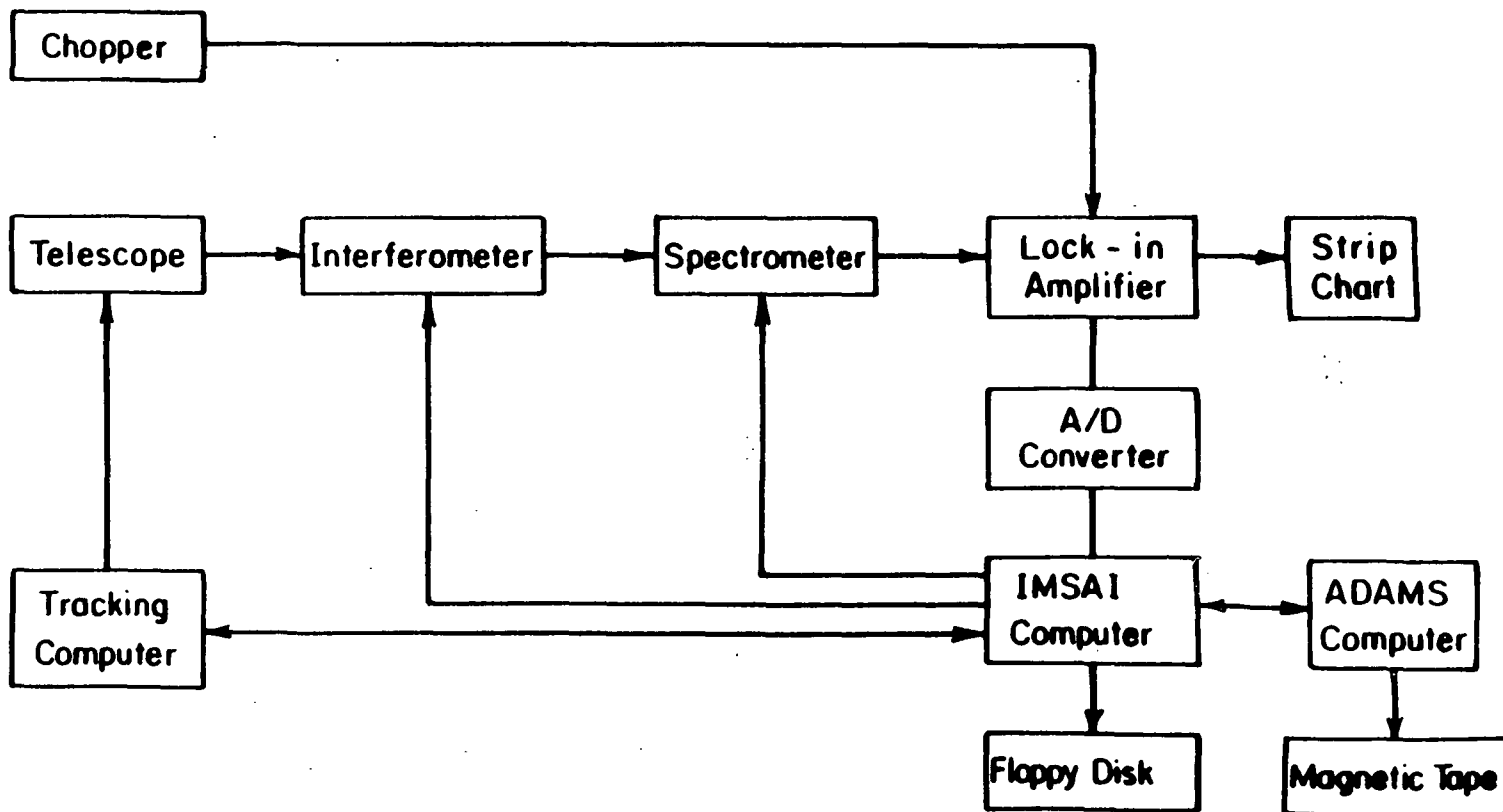 Chopper
Telescope
Interferometer
Spectrometer
Lock - in
Amplifier
Strip
Chart
A/D
Converter
Tracking
Computer
IMSAI
Computer
ADAMS
Computer
Floppy Disk
Magnetic Tape